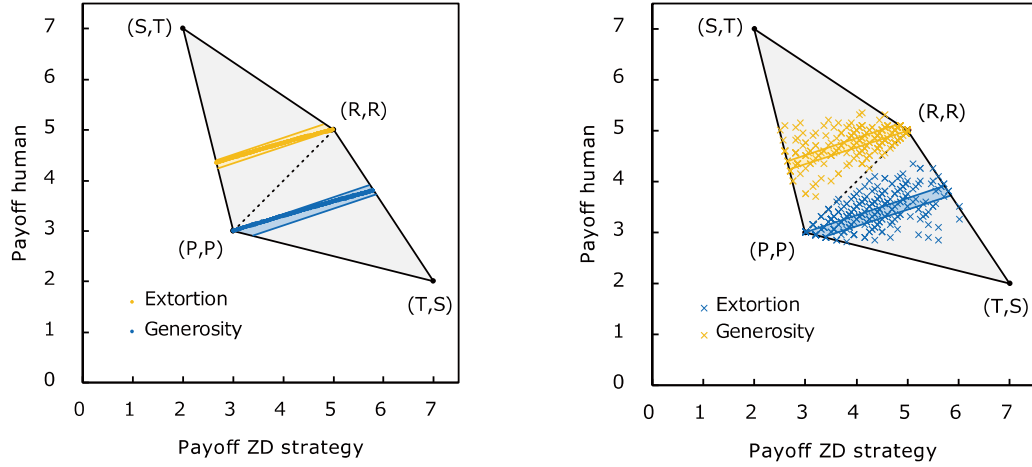 7
6
5
4
3
2
1
0
Payoff human
(S,T)
(R,R)
(P,P)
(T,S)
Extortion
Generosity
0 1 2 3 4 5 6 7
Payoff ZD strategy
7
6
5
4
3
2
1
0
Payoff human
(S,T)
(R,R)
(P,P)
(T,S)
Extortion
Generosity
0 1 2 3 4 5 6 7
Payoff ZD strategy